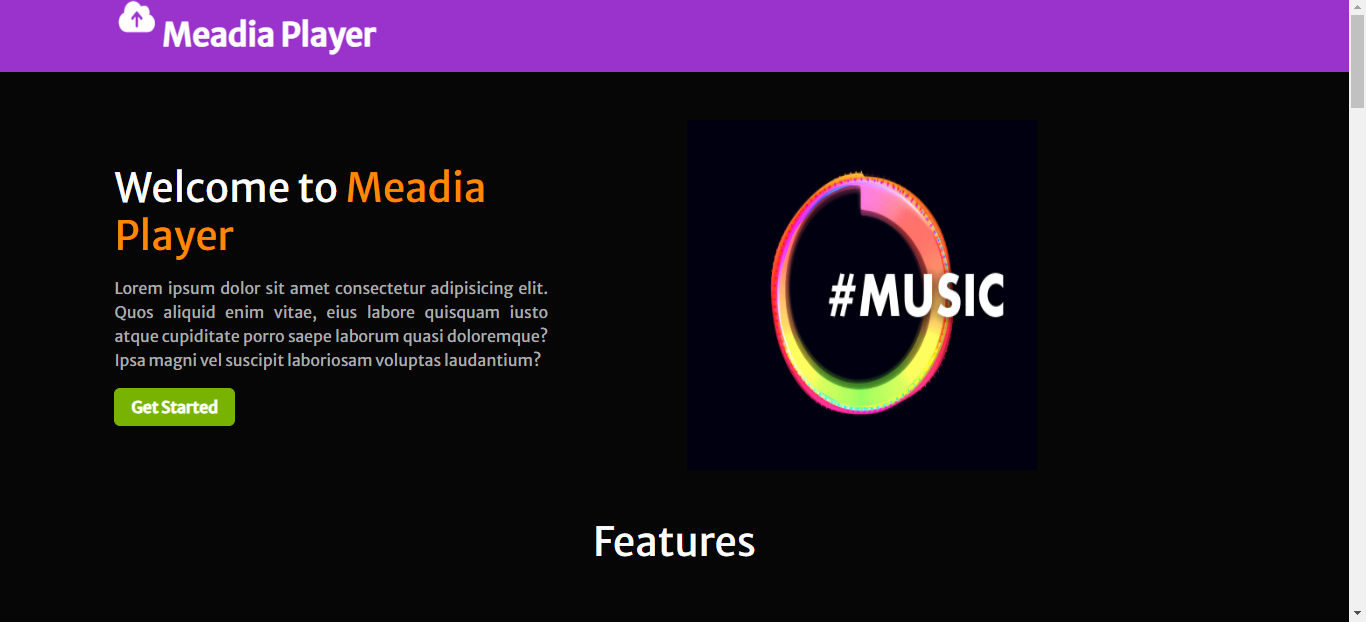 Meadia Player
Welcome to Meadia
Player
Lorem ipsum dolor sit amet consectetur adipisicing elit.
Quos aliquid enim vitae, eius labore quisquam iusto
atque cupiditate porro saepe laborum quasi doloremque?
Ipsa magni vel suscipit laboriosam voluptas laudantium?
Get Started
#MUSIC
Features